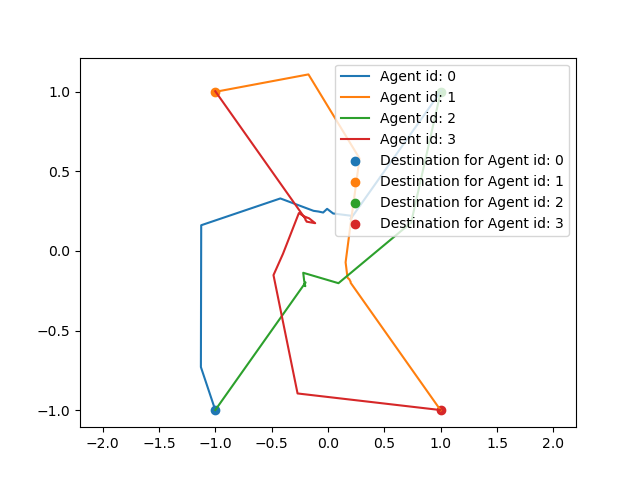 1.0
0.5
0.0
−0.5
−1.0
−2.0 −1.5 −1.0 −0.5 0.0 0.5 1.0 1.5 2.0
Agent id: 0
Agent id: 1
Agent id: 2
Agent id: 3
Destination for Agent id: 0
Destination for Agent id: 1
Destination for Agent id: 2
Destination for Agent id: 3